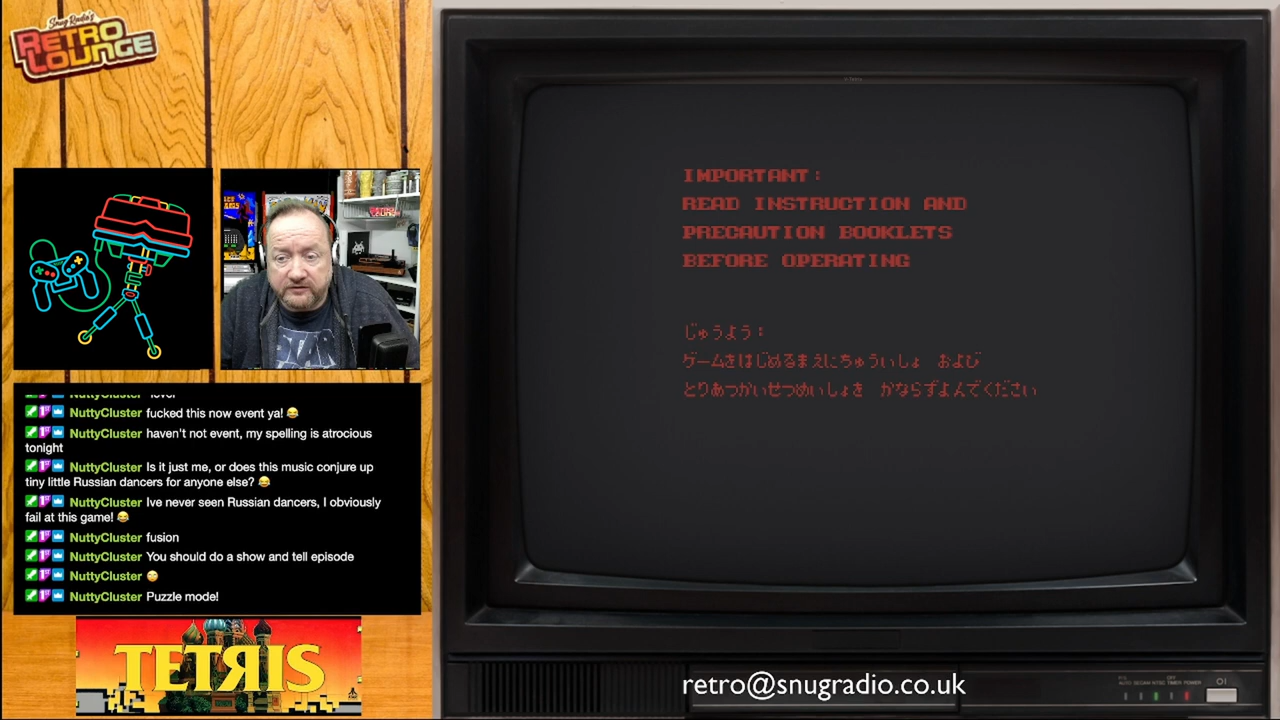 Snug Radio's
RETRO
LOUNGE
NuttyCluster fucked this now event ya! 😂
NuttyCluster haven't not event, my spelling is atrocious
tonight
NuttyCluster Is it just me, or does this music conjure up
tiny little Russian dancers for anyone else? 😂
NuttyCluster Ive never seen Russian dancers, I obviously
fail at this game! 😂
NuttyCluster fusion
NuttyCluster You should do a show and tell episode
NuttyCluster
NuttyCluster Puzzle mode!
TETЯIS
IMPORTANT:
READ INSTRUCTION AND
PRECAUTION BOOKLETS
BEFORE OPERATING
じゅうよう：
ゲームをはじめるまえにちゅういしょ および
とりあつかいせつめいしょを かならずよんでください
retro@snugradio.co.uk